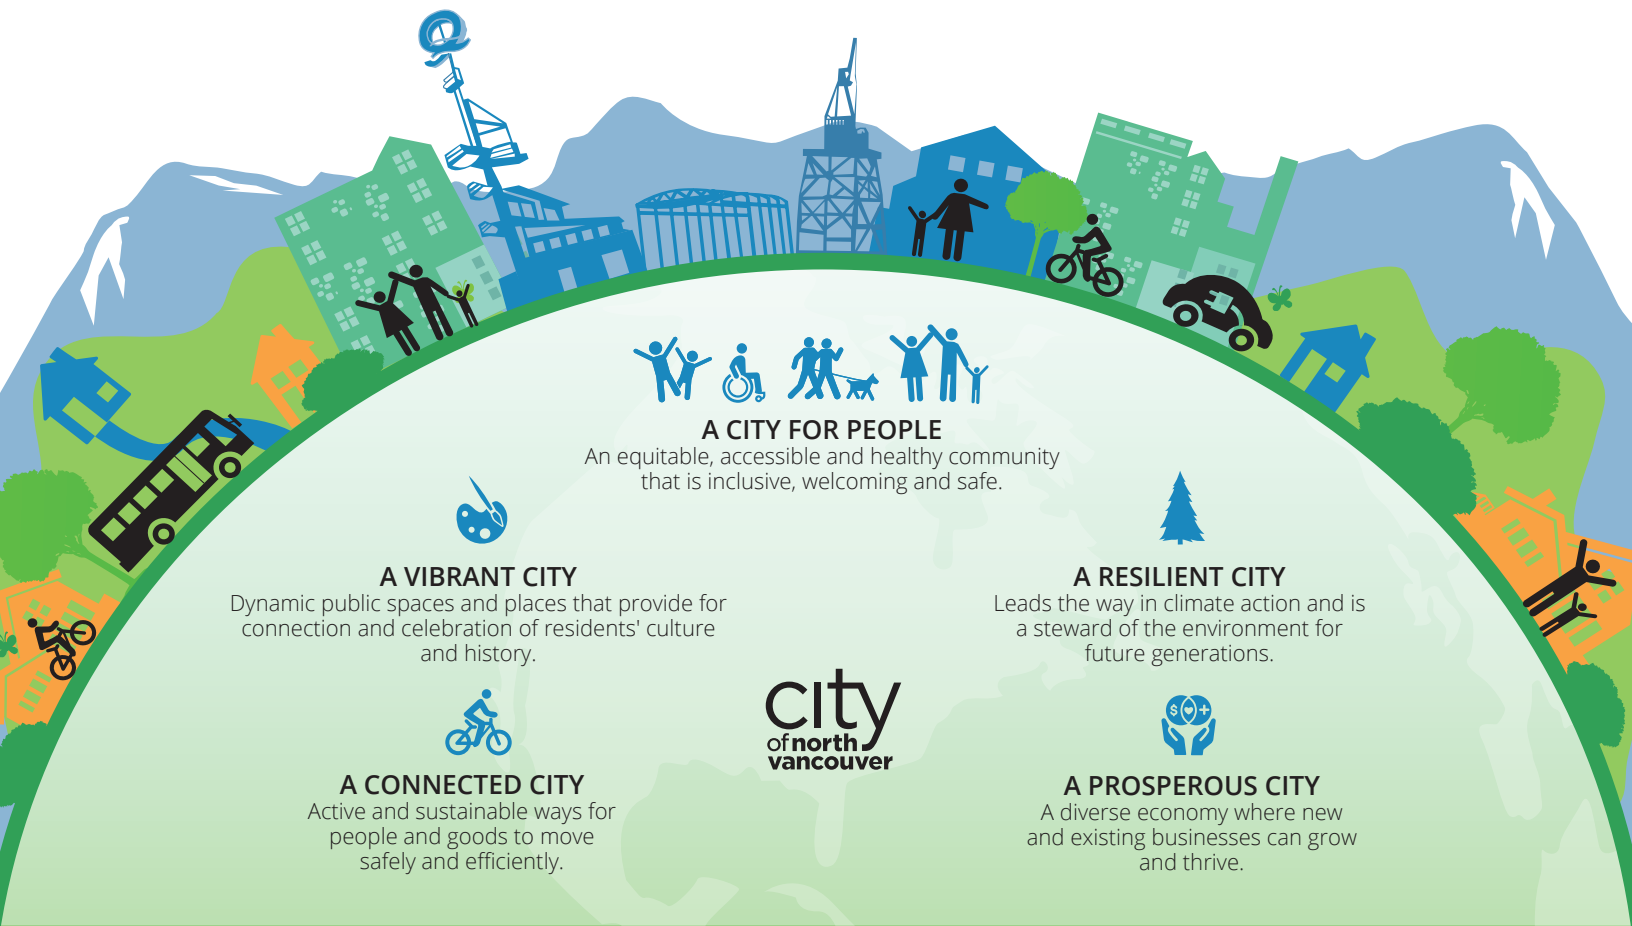 Q
A CITY FOR PEOPLE
An equitable, accessible and healthy community
that is inclusive, welcoming and safe.
A VIBRANT CITY
Dynamic public spaces and places that provide for
connection and celebration of residents' culture
and history.
A RESILIENT CITY
Leads the way in climate action and is
a steward of the environment for
future generations.
city
of north
vancouver
A CONNECTED CITY
Active and sustainable ways for
people and goods to move
safely and efficiently.
$
A PROSPEROUS CITY
A diverse economy where new
and existing businesses can grow
and thrive.